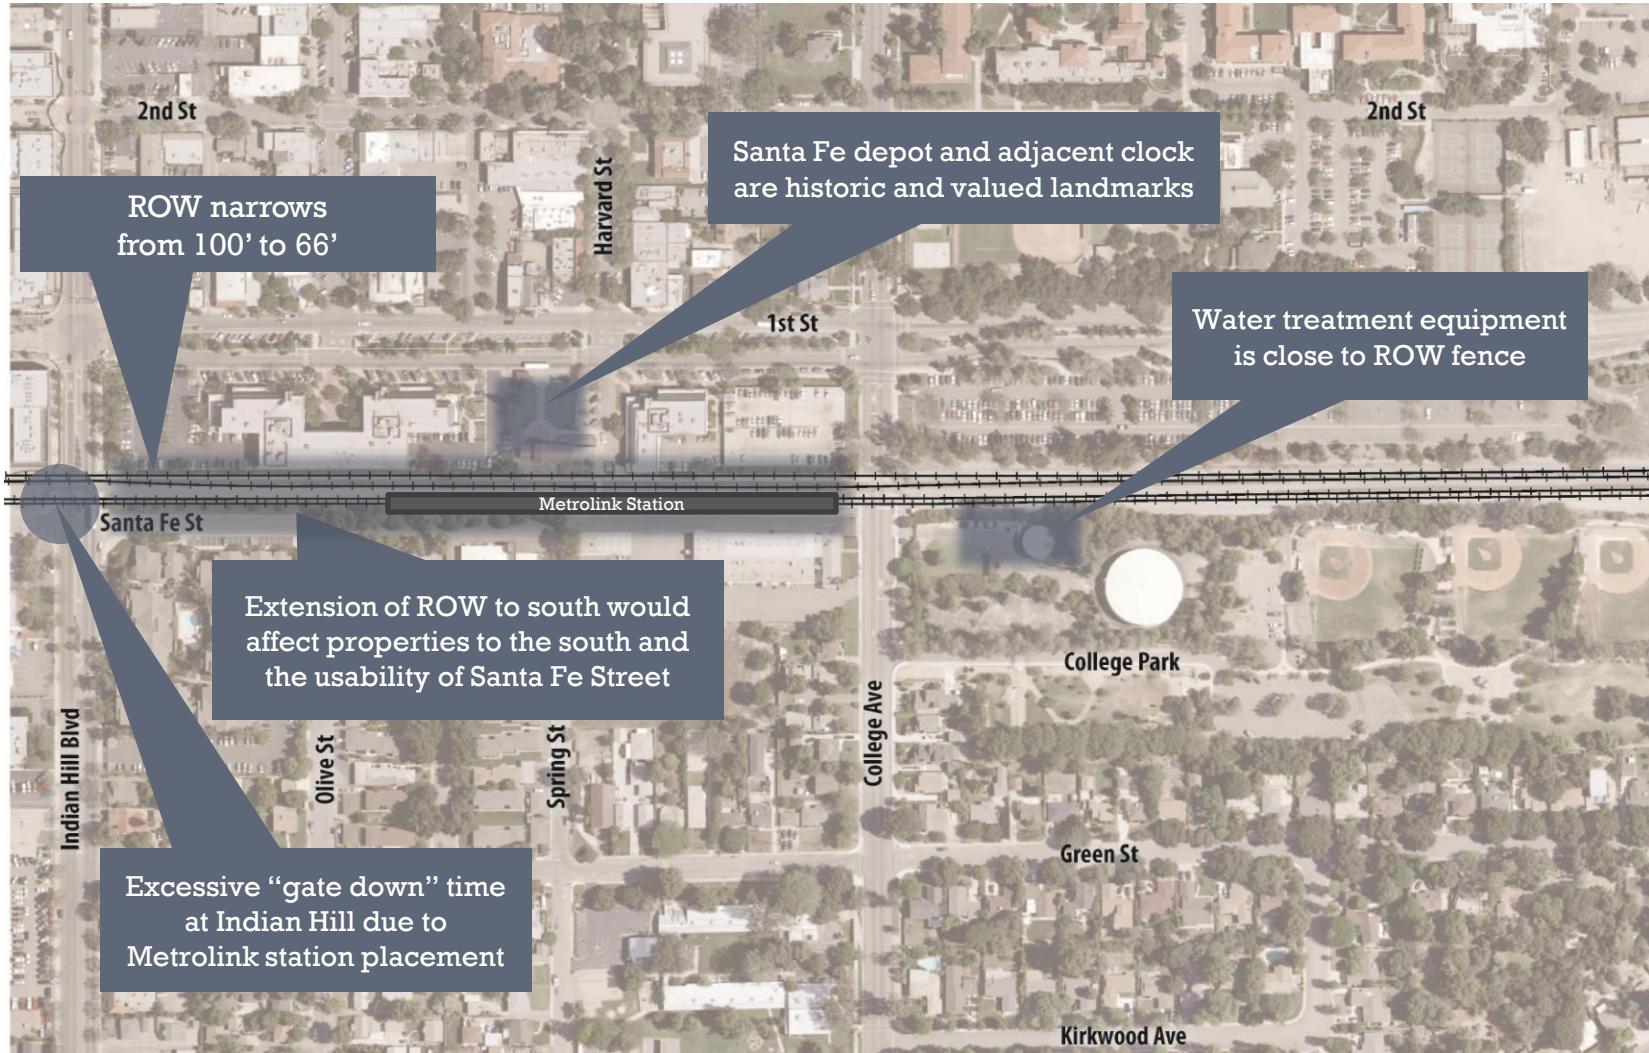 2nd St
2nd St
Harvard St
Santa Fe depot and adjacent clock
are historic and valued landmarks
ROW narrows
from 100’ to 66’
1st St
Water treatment equipment
is close to ROW fence
Metrolink Station
Santa Fe St
Extension of ROW to south would
affect properties to the south and
the usability of Santa Fe Street
College Park
Indian Hill Blvd
Olive St
Spring St
College Ave
Green St
Excessive “gate down” time
at Indian Hill due to
Metrolink station placement
Kirkwood Ave